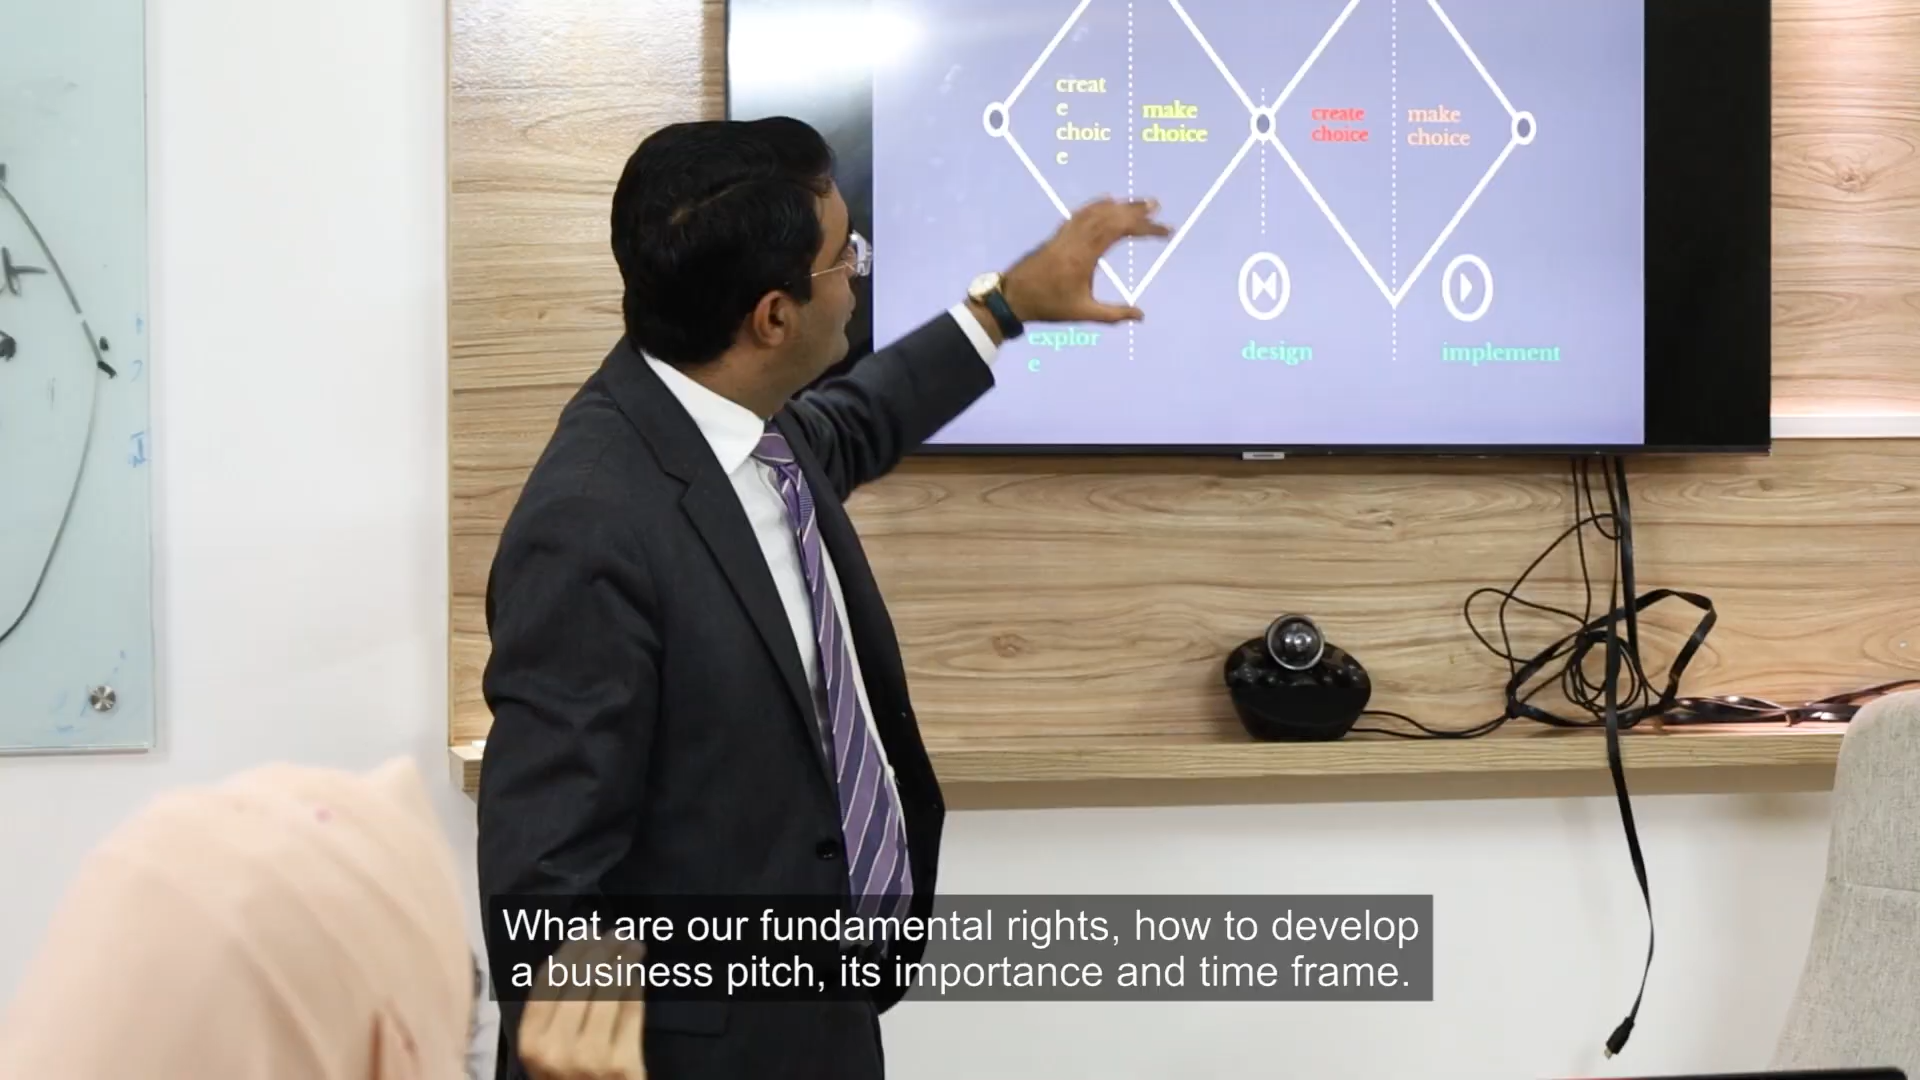 creat
e
choic
e
make
choice
create
choice
make
choice
explor
e
design
implement
What are our fundamental rights, how to develop
a business pitch, its importance and time frame.